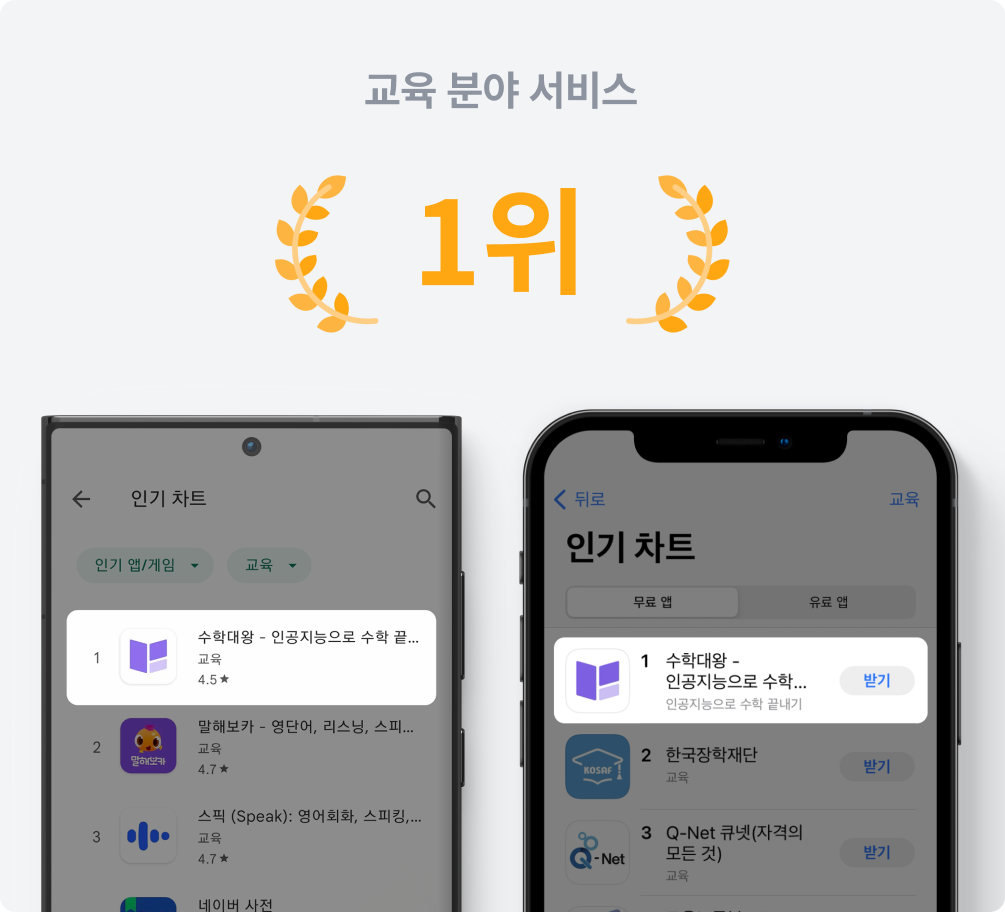 교육 분야 서비스
1위
인기 차트
인기 앱/게임
교육
1
수학대왕 - 인공지능으로 수학 끝...
교육
4.5★
2
말해보카
말해보카 - 영단어, 리스닝, 스피...
교육
4.7★
3
스픽 (Speak): 영어회화, 스피킹,...
교육
4.7★
네이버 사전
뒤로
교육
인기 차트
무료 앱
유료 앱
1
수학대왕 -
인공지능으로 수학...
인공지능으로 수학 끝내기
받기
KOSAF
2
한국장학재단
교육
받기
Q-Net
3
Q-Net 큐넷(자격의
모든 것)
교육
받기